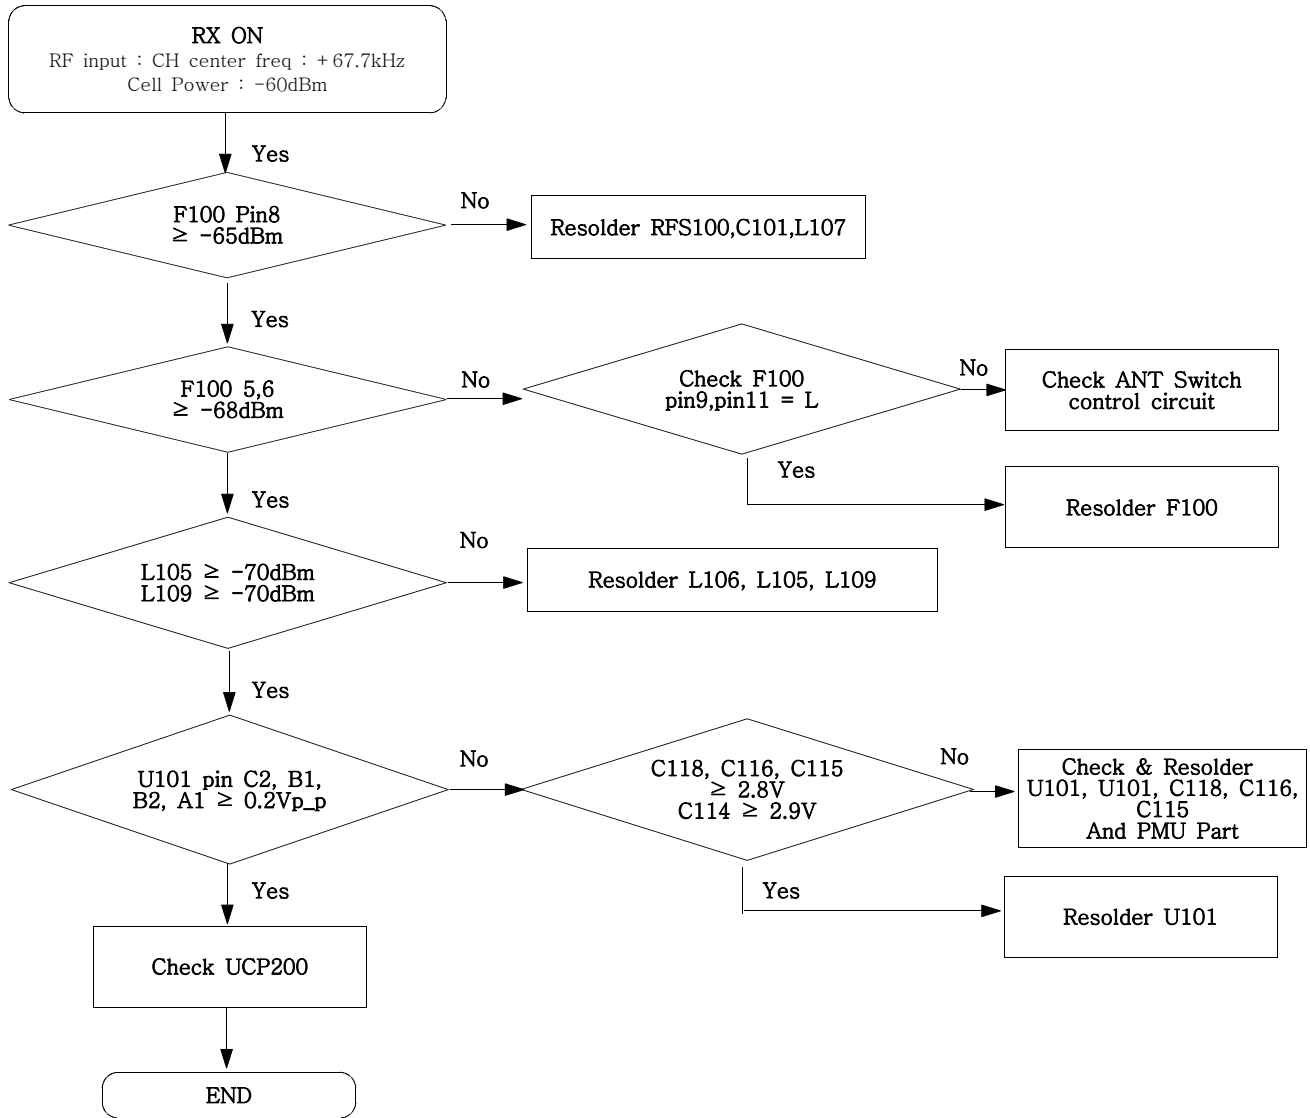 RX ON
RF input : CH center freq : +67.7kHz
Cell Power : -60dBm
Yes
F100 Pin8
≥ -65dBm
No
Resolder RFS100,C101,L107
Yes
F100 5,6
≥ -68dBm
No
Check F100
pin9,pin11 = L
No
Check ANT Switch
control circuit
Yes
Resolder F100
Yes
L105 ≥ -70dBm
L109 ≥ -70dBm
No
Resolder L106, L105, L109
Yes
U101 pin C2, B1,
B2, A1 ≥ 0.2Vp_p
No
C118, C116, C115
≥ 2.8V
C114 ≥ 2.9V
No
Check & Resolder
U101, U101, C118, C116,
C115
And PMU Part
Yes
Resolder U101
Yes
Check UCP200
END